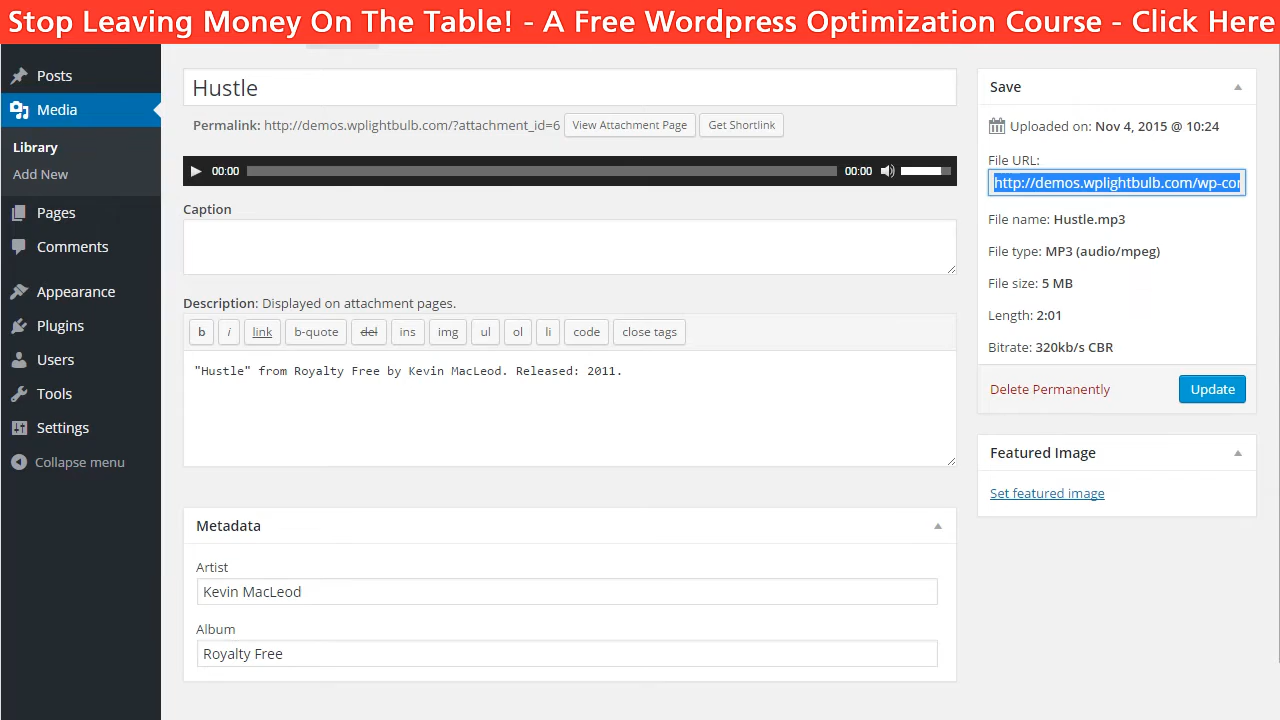 Stop Leaving Money On The Table! - A Free Wordpress Optimization Course - Click Here
Posts
Media
Library
Add New
Pages
Comments
Appearance
Plugins
Users
Tools
Settings
Collapse menu
Hustle
Permalink: http://demos.wplightbulb.com/?attachment_id=6 View Attachment Page Get Shortlink
00:00 00:00
Caption
Description: Displayed on attachment pages.
b i link b-quote del ins img ul ol li code close tags
"Hustle" from Royalty Free by Kevin MacLeod. Released: 2011.
Metadata
Artist
Kevin MacLeod
Album
Royalty Free
Save
Uploaded on: Nov 4, 2015 @ 10:24
File URL:
http://demos.wplightbulb.com/wp-con
File name: Hustle.mp3
File type: MP3 (audio/mpeg)
File size: 5 MB
Length: 2:01
Bitrate: 320kb/s CBR
Delete Permanently Update
Featured Image
Set featured image